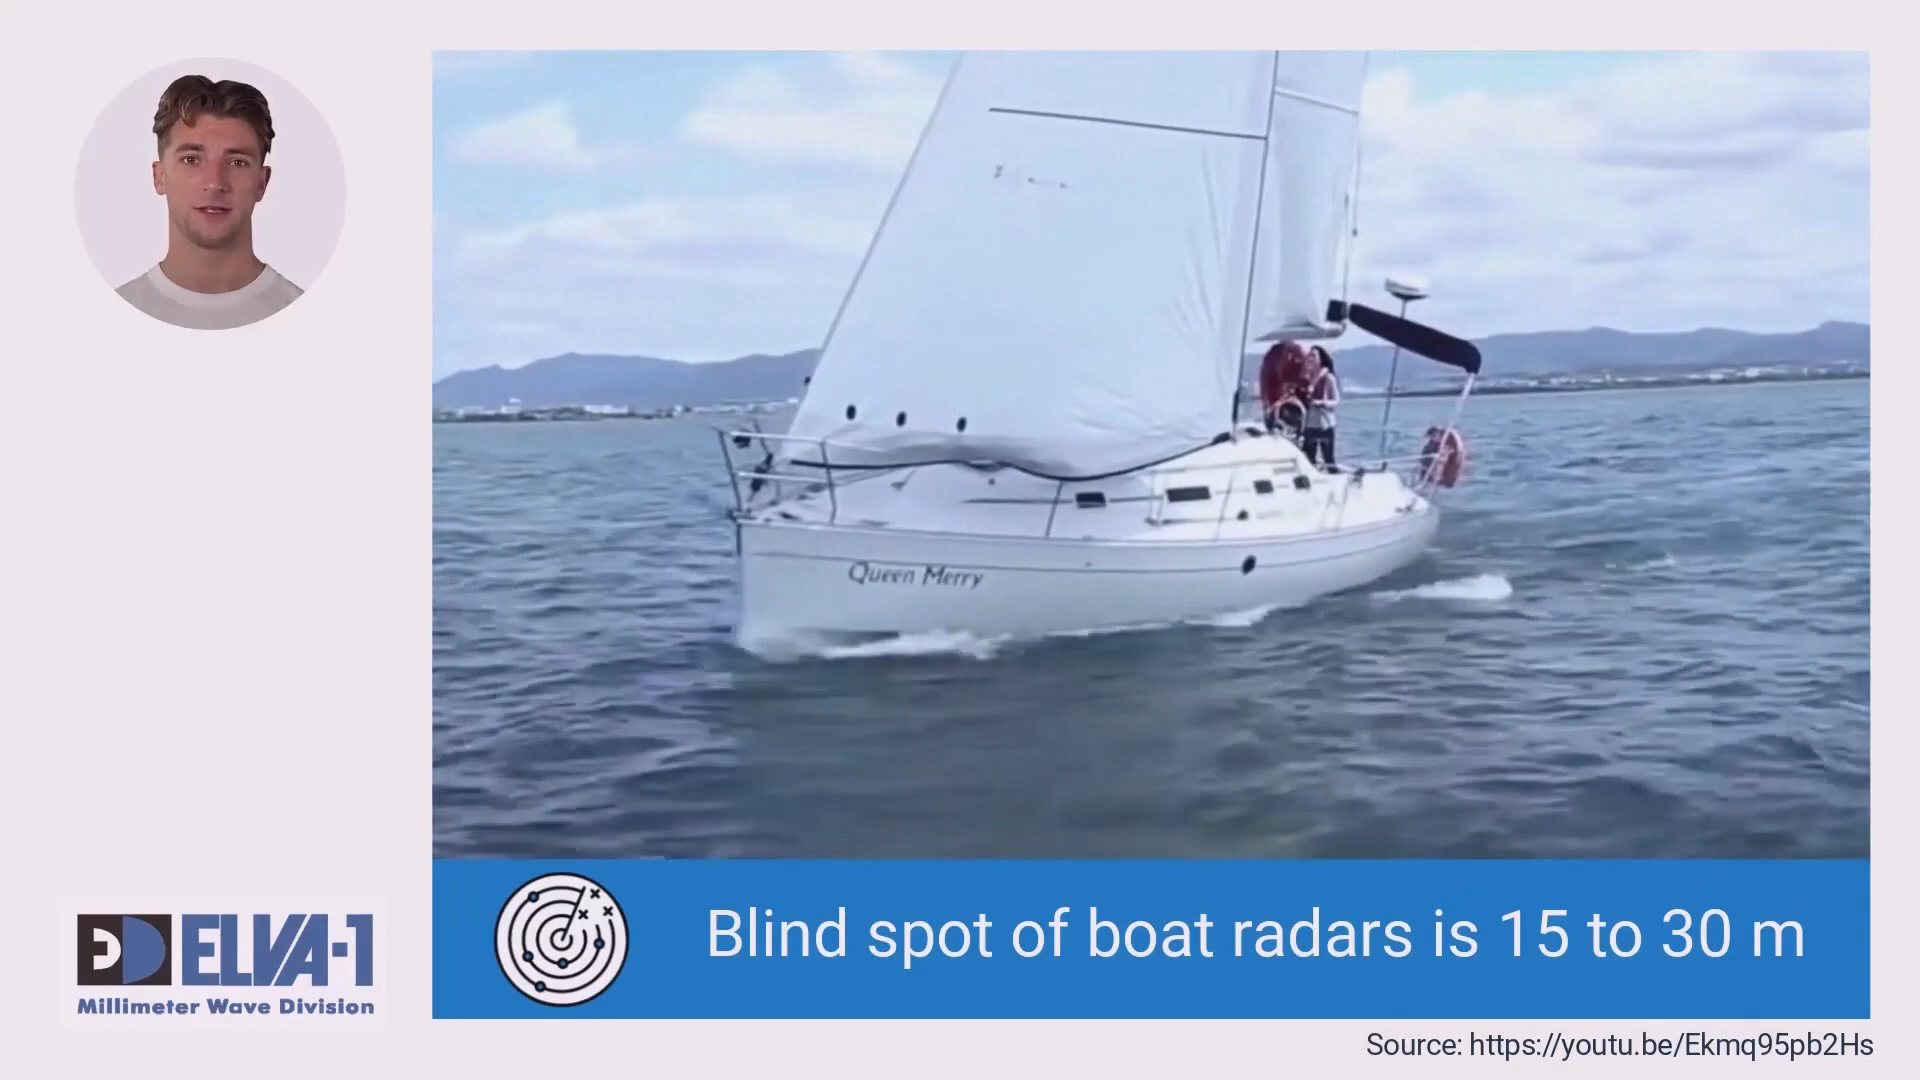 Queen Merry
Blind spot of boat radars is 15 to 30 m
ELVA-1
Millimeter Wave Division
Source: https://youtu.be/Ekmq95pb2Hs